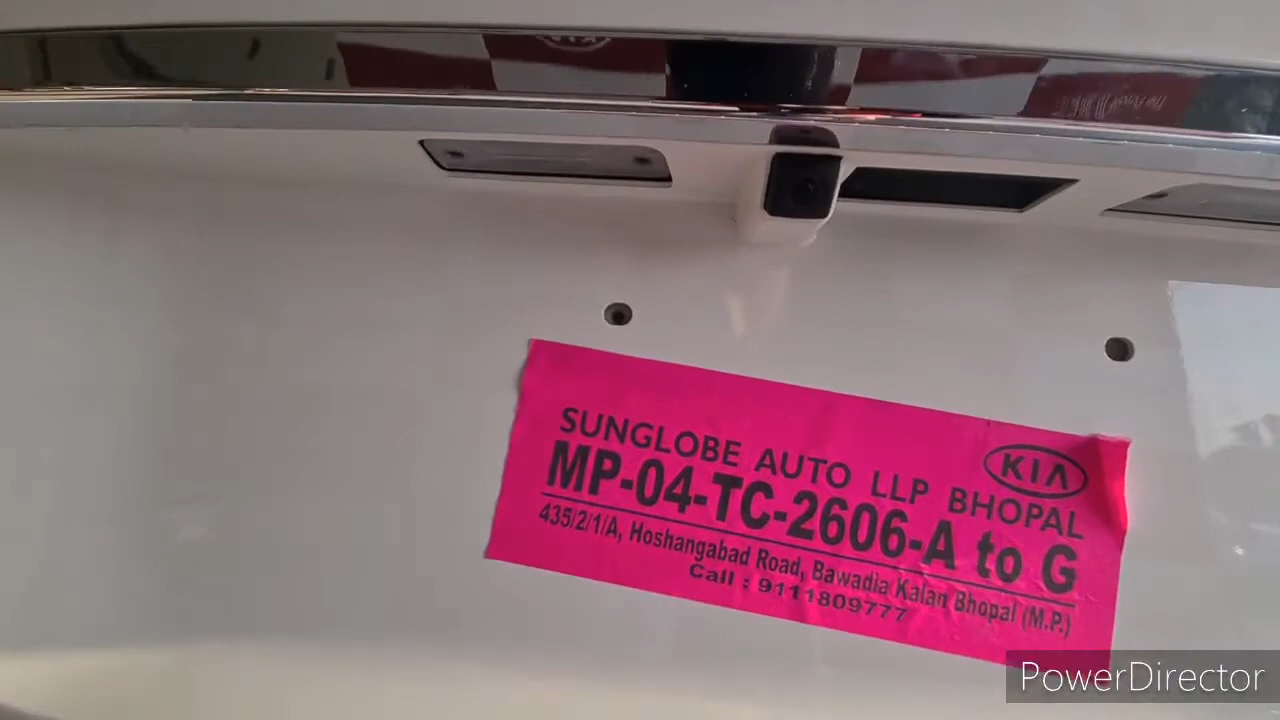 KIA
SUNGLOBE AUTO LLP BHOPAL
MP-04-TC-2606-A to G
435/2/1/A, Hoshangabad Road, Bawadia Kalan Bhopal (M.P.)
Call : 9111809777
PowerDirector